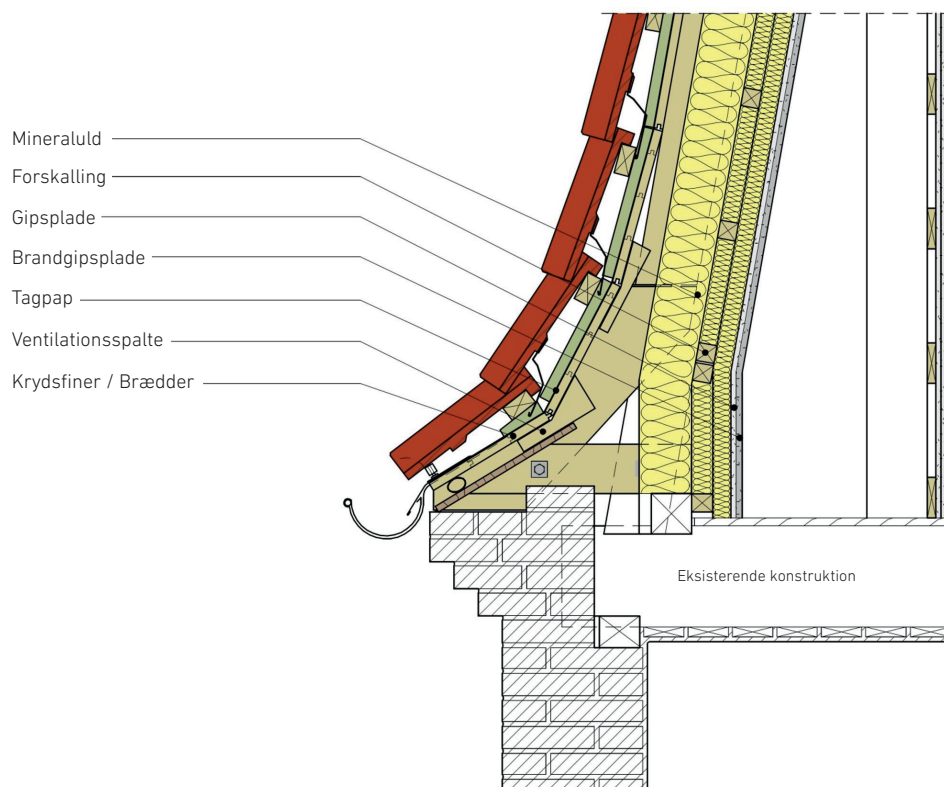 Mineraluld
Forskalling
Gipsplade
Brandgipsplade
Tagpap
Ventilationsspalte
Krydsfiner / Brædder
Eksisterende konstruktion